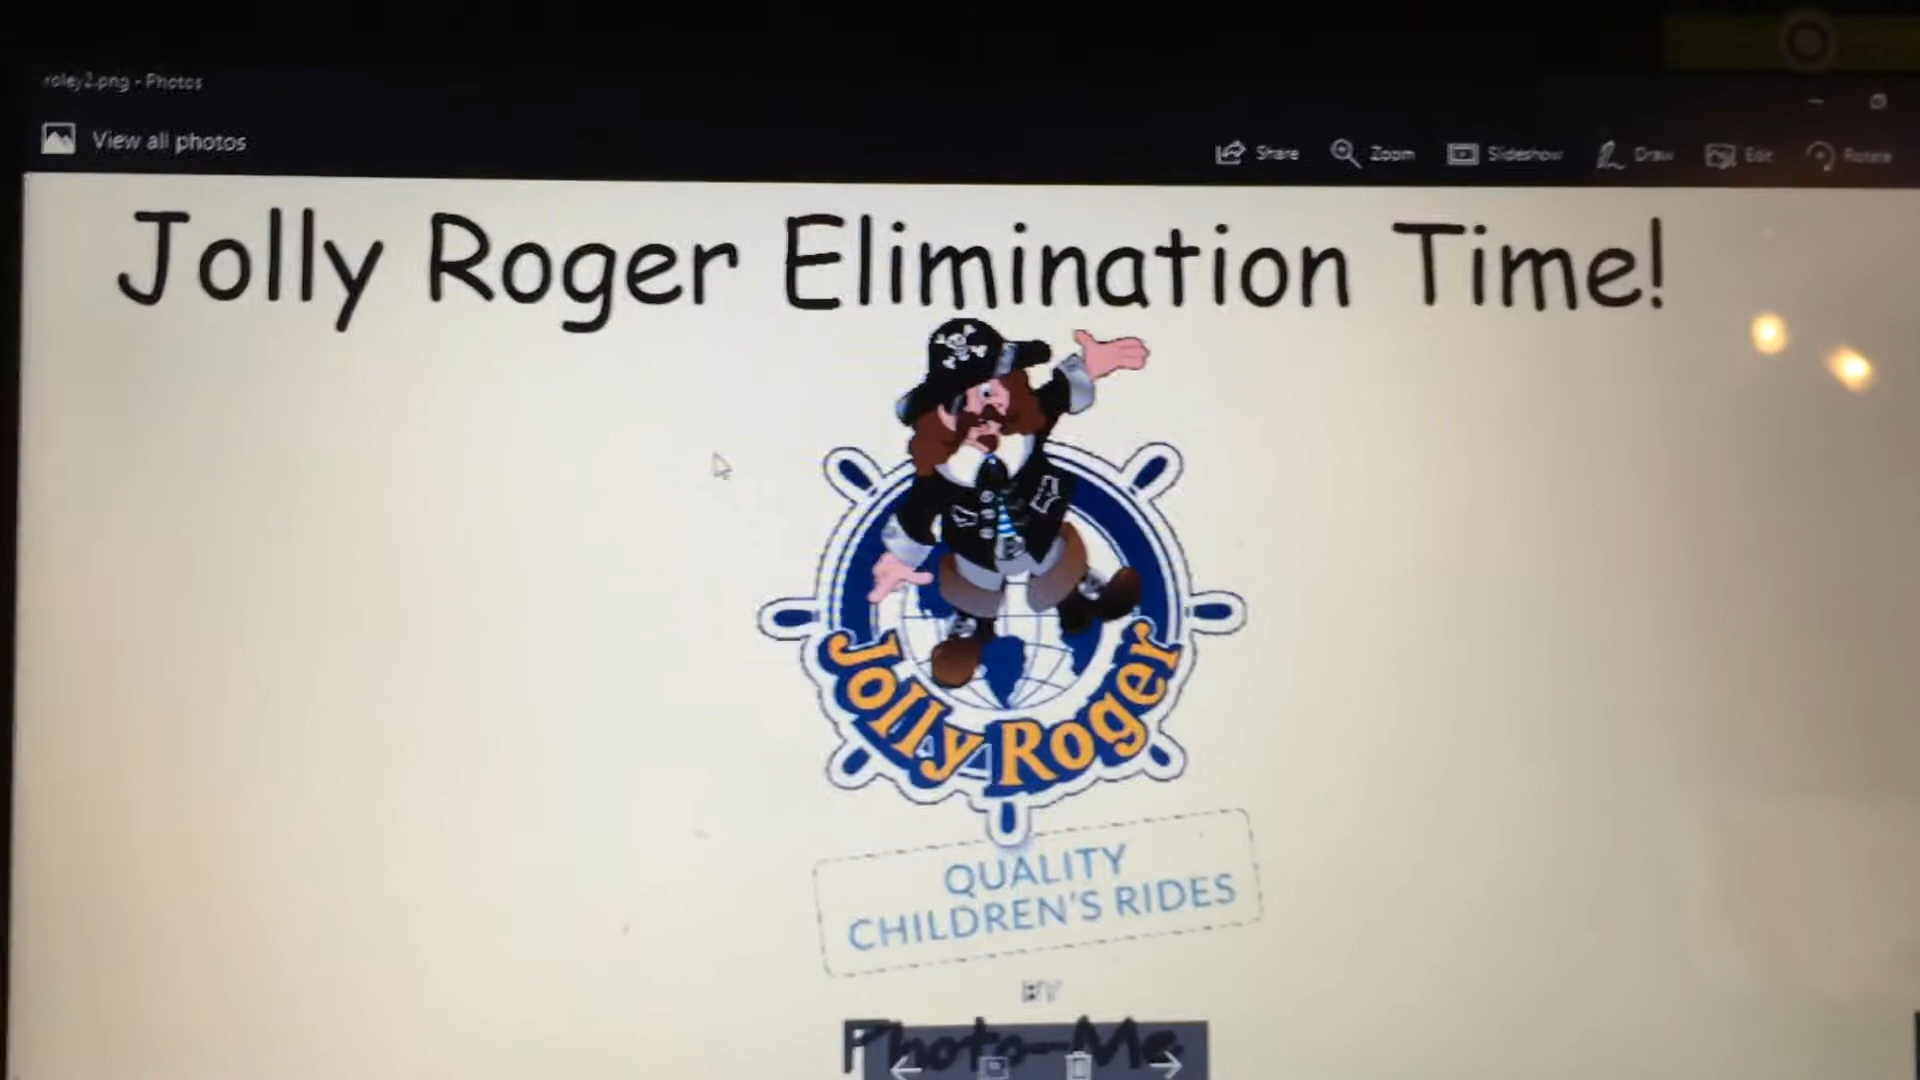 roley2.png - Photos
View all photos
Share
Zoom
Slideshow
Draw
Edit
Rotate
Jolly Roger Elimination Time!
Jolly Roger
QUALITY
CHILDREN'S RIDES
BY
Photo-Me